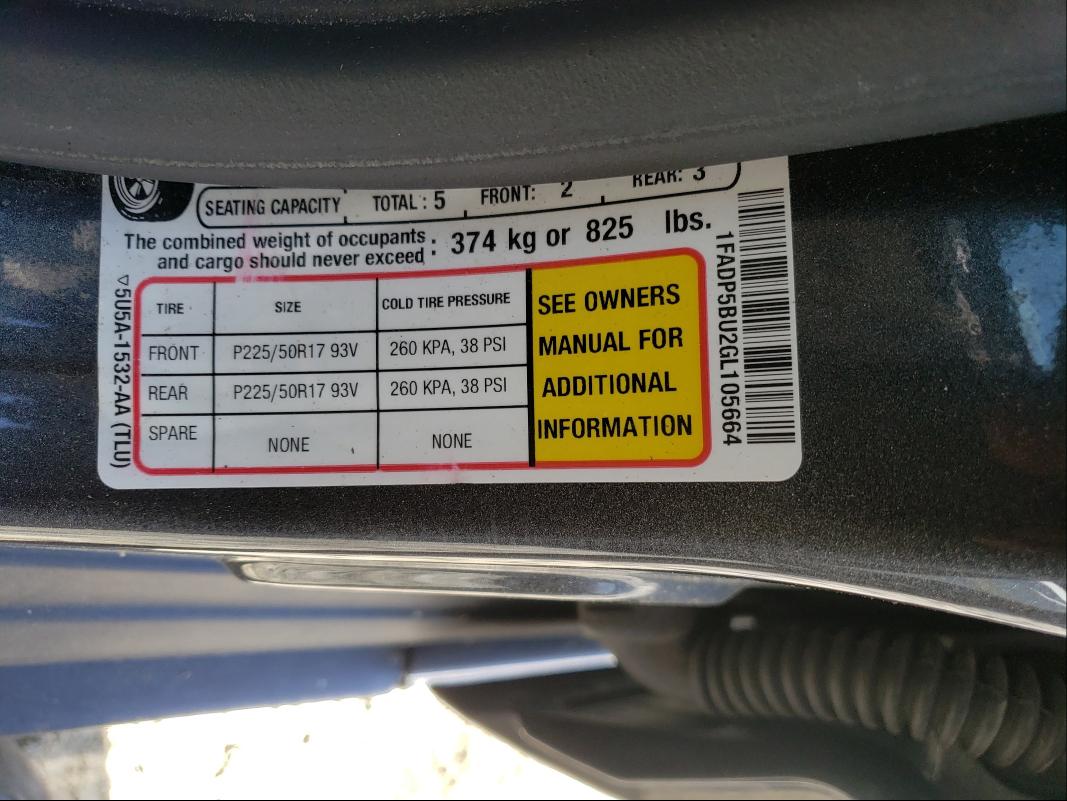 SEATING CAPACITY TOTAL: 5 FRONT: 2 REAR: 3
The combined weight of occupants
and cargo should never exceed : 374 kg or 825 lbs.
TIRE SIZE COLD TIRE PRESSURE
FRONT P225/50R17 93V 260 KPA, 38 PSI
REAR P225/50R17 93V 260 KPA, 38 PSI
SPARE NONE NONE
SEE OWNERS
MANUAL FOR
ADDITIONAL
INFORMATION
▽5U5A-1532-AA (TLU)
1FADP5BU2GL105664